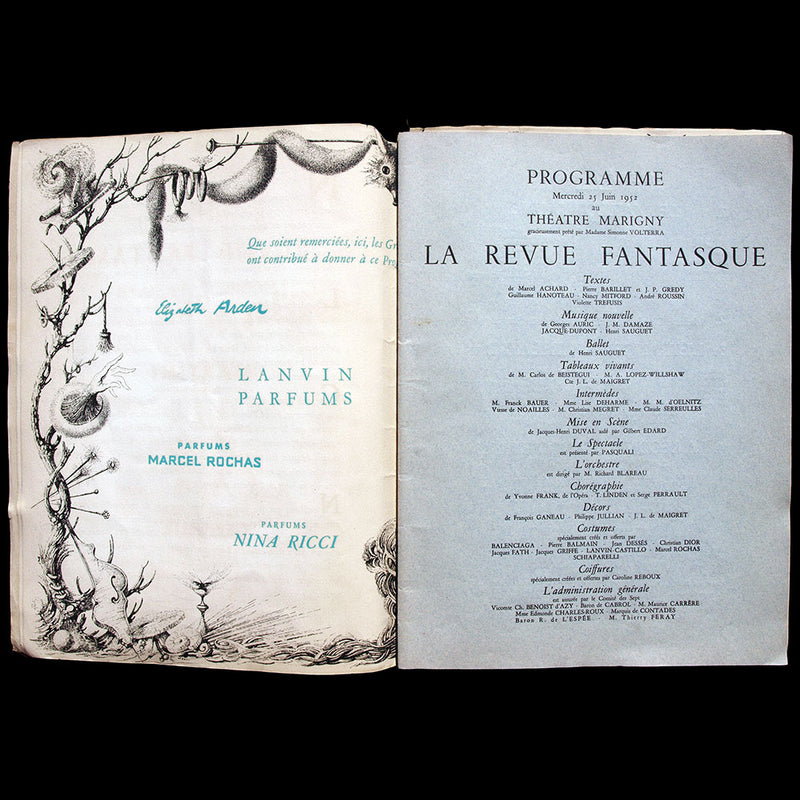 Que soient remerciées, ici, les Gr
ont contribué à donner à ce Pro
Elizabeth Arden
LANVIN
PARFUMS
PARFUMS
MARCEL ROCHAS
PARFUMS
NINA RICCI
PROGRAMME
Mercredi 25 Juin 1952
au
THÉATRE MARIGNY
gracieusement prêté par Madame Simonne VOLTERRA
LA REVUE FANTASQUE
Textes
de Marcel ACHARD - Pierre BARILLET et J. P. GREDY
Guillaume HANOTEAU - Nancy MITFORD - André ROUSSIN
Violette TREFUSIS
Musique nouvelle
de Georges AURIC - J. M. DAMAZE
JACQUE-DUPONT - Henri SAUGUET
Ballet
de Henri SAUGUET
Tableaux vivants
de M. Carlos de BEISTEGUI - M. A. LOPEZ-WILLSHAW
Cte J. L. de MAIGRET
Intermèdes
M. Franck BAUER - Mme Lise DEHARME - M. M. d'OELNITZ
Vtesse de NOAILLES - M. Christian MEGRET - Mme Claude SERREULLES
Mise en Scène
de Jacques-Henri DUVAL aidé par Gilbert EDARD
Le Spectacle
est présenté par PASQUALI
L'orchestre
est dirigé par M. Richard BLAREAU
Chorégraphie
de Yvonne FRANK, de l'Opéra - T. LINDEN et Serge PERRAULT
Décors
de François GANEAU - Philippe JULLIAN - J. L. de MAIGRET
Costumes
spécialement créés et offerts par
BALENCIAGA - Pierre BALMAIN - Jean DESSÈS - Christian DIOR
Jacques FATH - Jacques GRIFFE - LANVIN-CASTILLO - Marcel ROCHAS
SCHIAPARELLI
Coiffures
spécialement créées et offertes par Caroline REBOUX
L'administration générale
est assurée par le Comité des Sept
Vicomte Ch. BENOIST d'AZY - Baron de CABROL - M. Maurice CARRÈRE
Mme Edmonde CHARLES-ROUX - Marquis de CONTADES
Baron R. de L'ESPÉE - M. Thierry FÉRAY